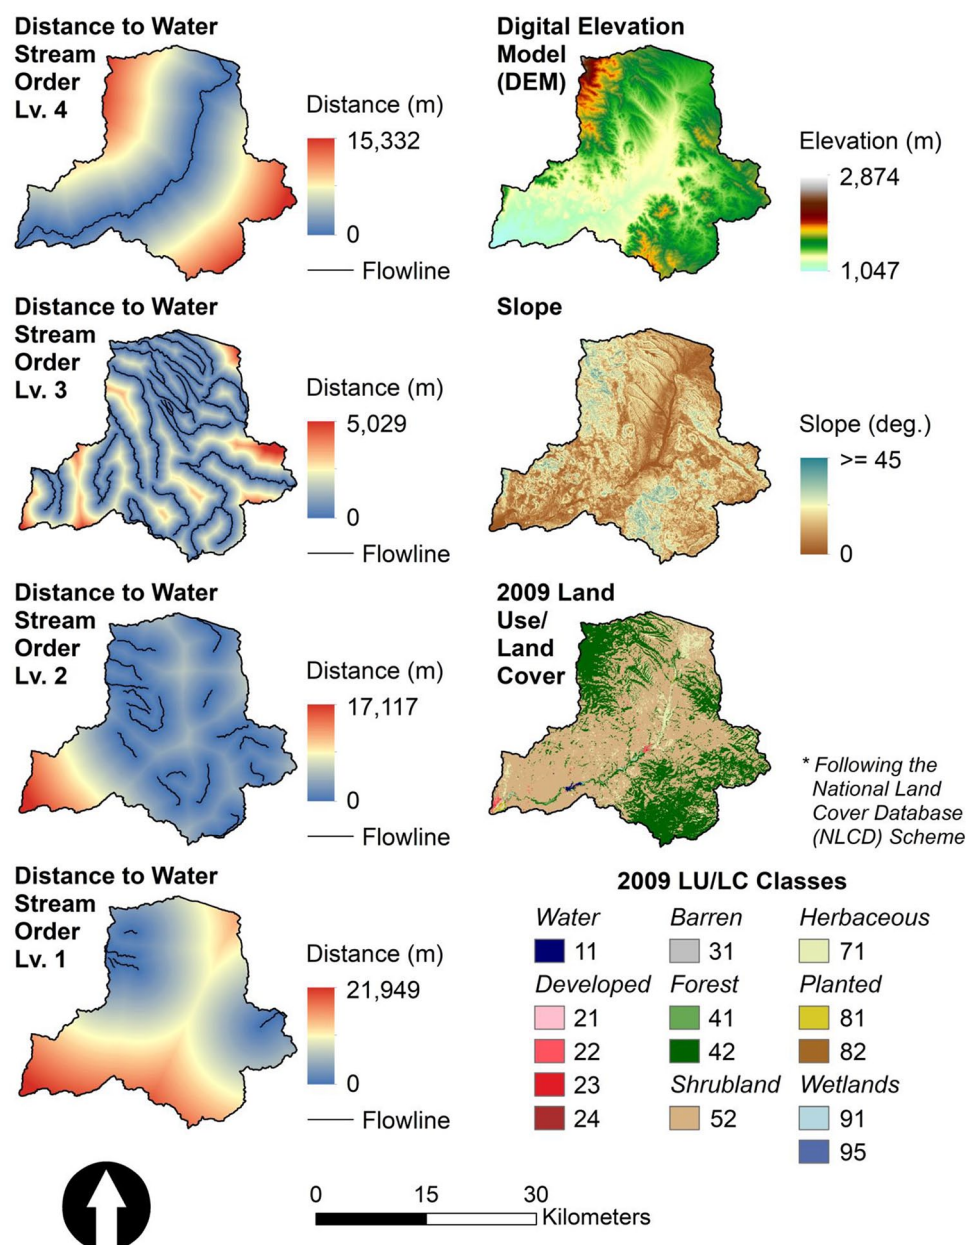 Distance to Water
Stream
Order
Lv. 4
Distance (m)
15,332
0
Flowline
Digital Elevation
Model
(DEM)
Elevation (m)
2,874
1,047
Distance to Water
Stream
Order
Lv. 3
Distance (m)
5,029
0
Flowline
Slope
Slope (deg.)
>= 45
0
Distance to Water
Stream
Order
Lv. 2
Distance (m)
17,117
0
Flowline
2009 Land
Use/
Land
Cover
* Following the
National Land
Cover Database
(NLCD) Scheme
Distance to Water
Stream
Order
Lv. 1
Distance (m)
21,949
0
Flowline
2009 LU/LC Classes
Water
11
Developed
21
22
23
24
Barren
31
Forest
41
42
Shrubland
52
Herbaceous
71
Planted
81
82
Wetlands
91
95
0 15 30
Kilometers